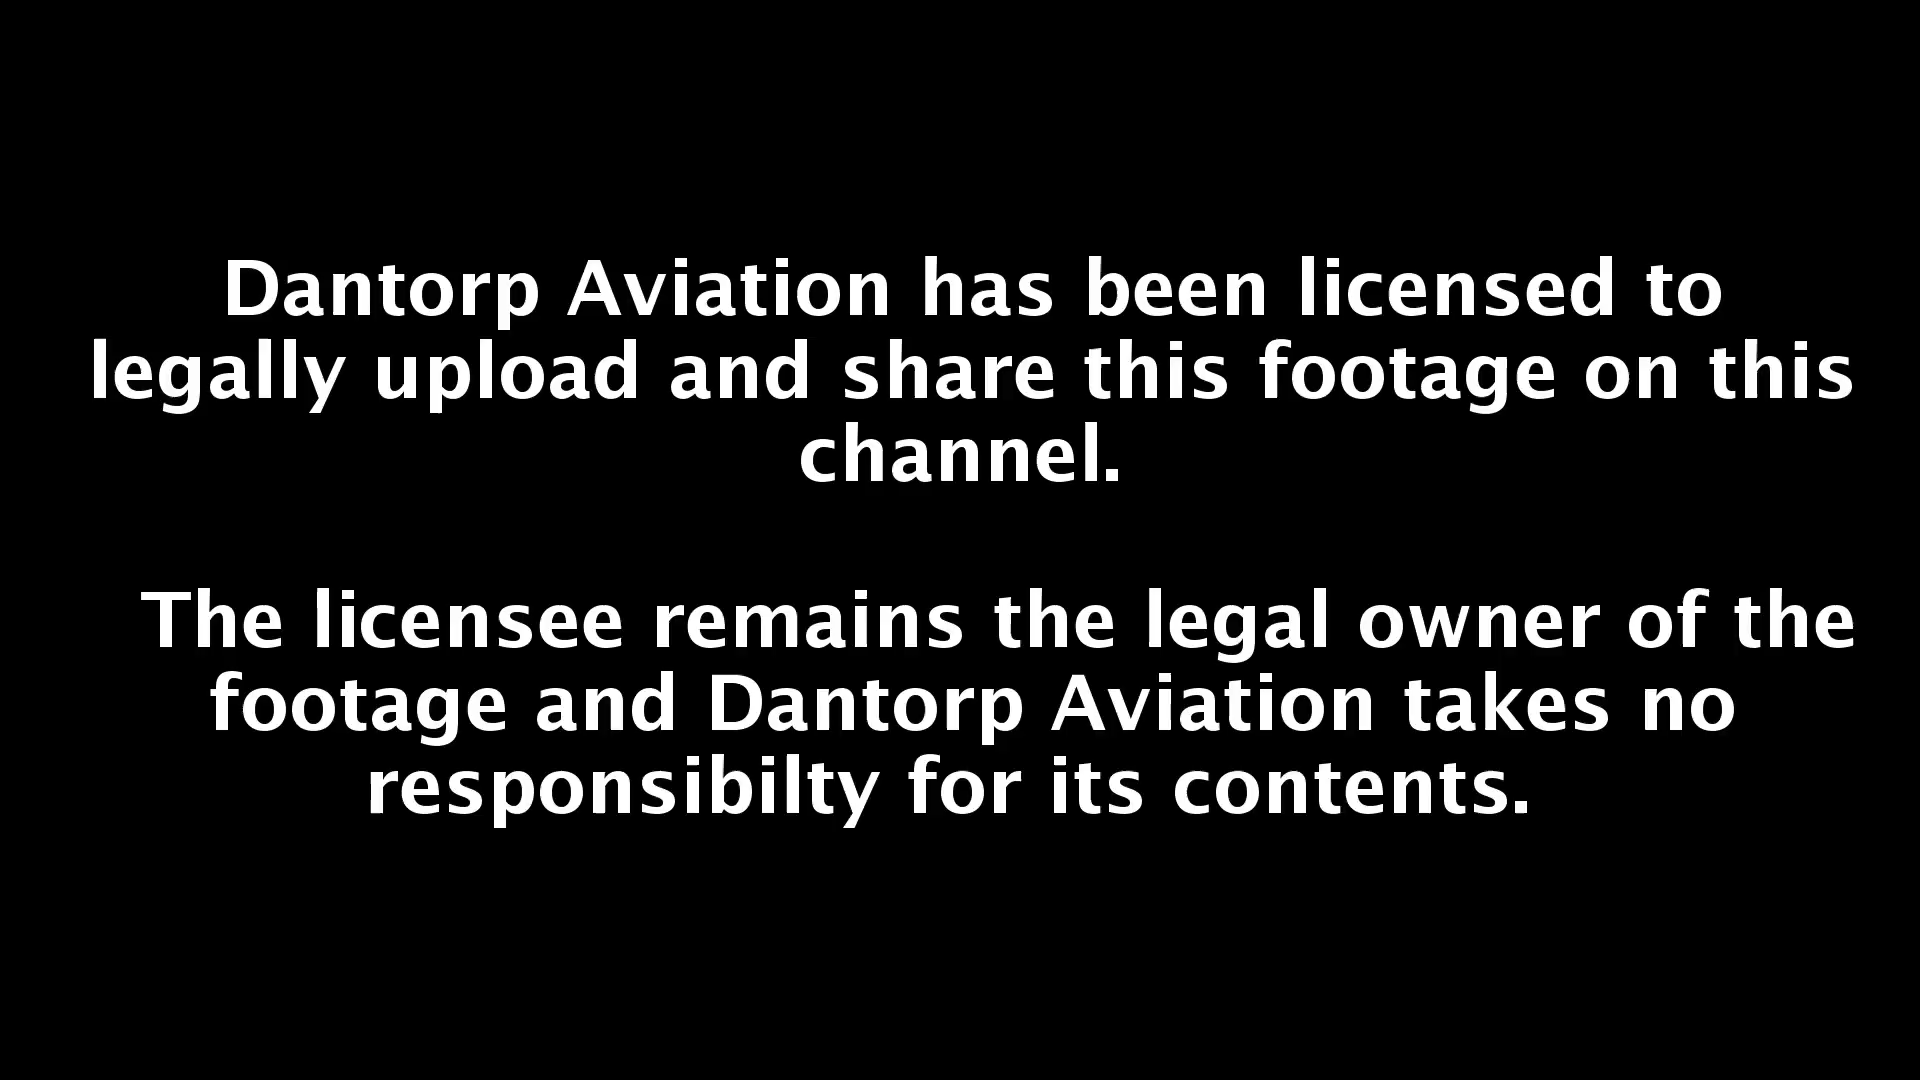 Dantorp Aviation has been licensed to
legally upload and share this footage on this
channel.
The licensee remains the legal owner of the
footage and Dantorp Aviation takes no
responsibilty for its contents.